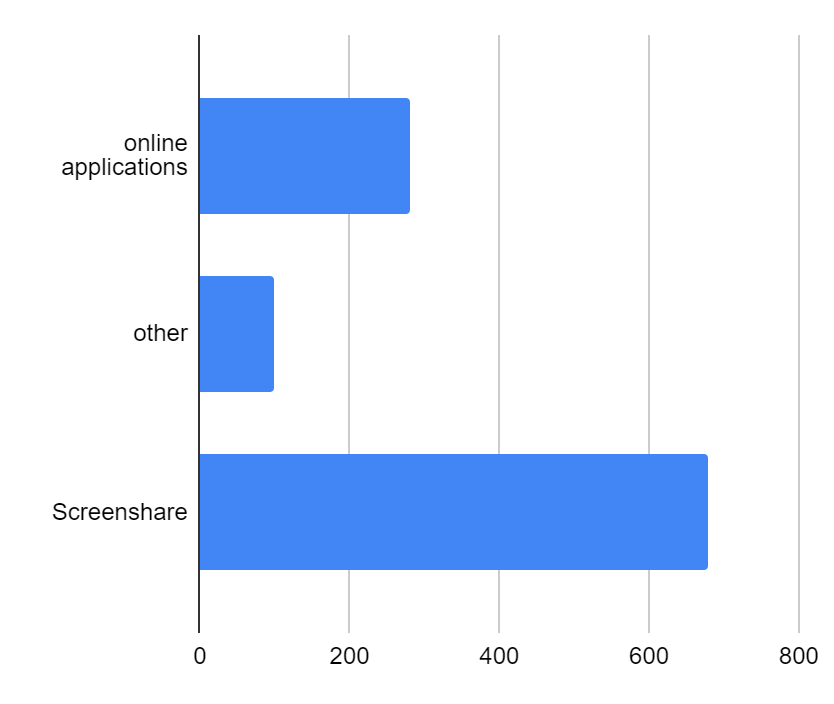 online
applications
other
Screenshare
0 200 400 600 800